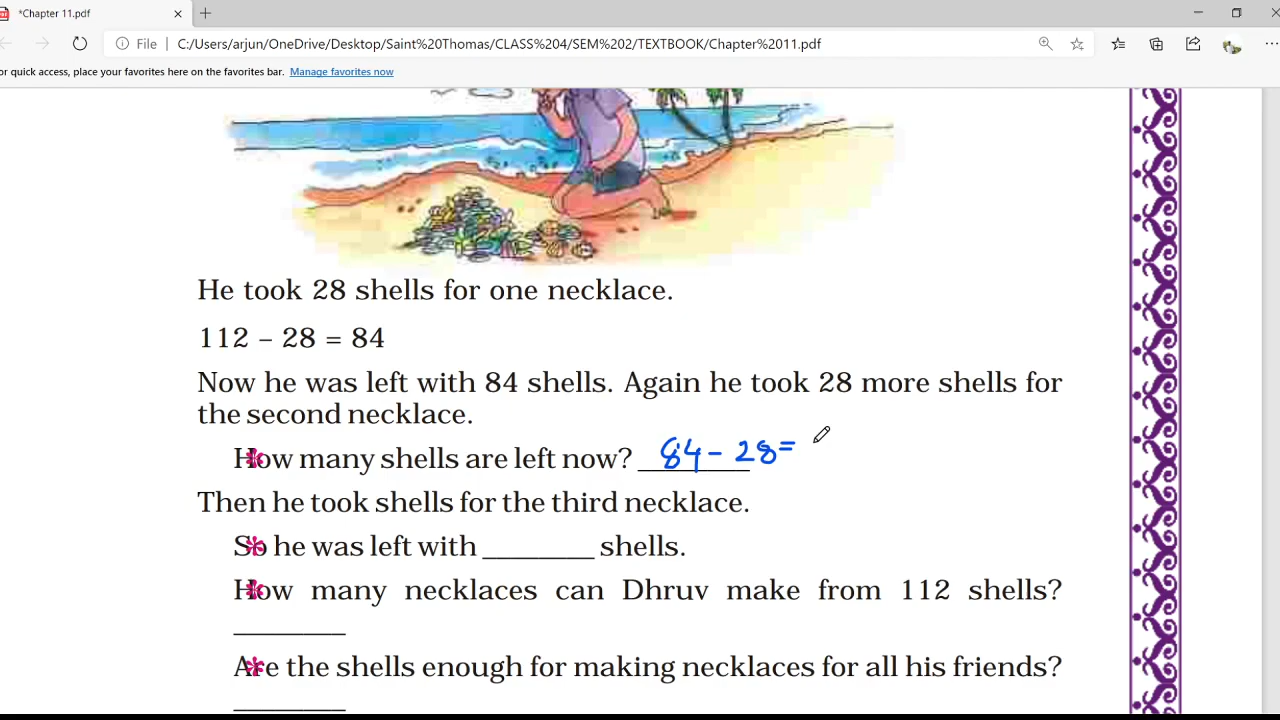 *Chapter 11.pdf
File | C:/Users/arjun/OneDrive/Desktop/Saint%20Thomas/CLASS%204/SEM%202/TEXTBOOK/Chapter%2011.pdf
or quick access, place your favorites here on the favorites bar. Manage favorites now
He took 28 shells for one necklace.
112 – 28 = 84
Now he was left with 84 shells. Again he took 28 more shells for
the second necklace.
How many shells are left now? 84 - 28 =
Then he took shells for the third necklace.
So he was left with ________ shells.
How many necklaces can Dhruv make from 112 shells?
________
Are the shells enough for making necklaces for all his friends?
________